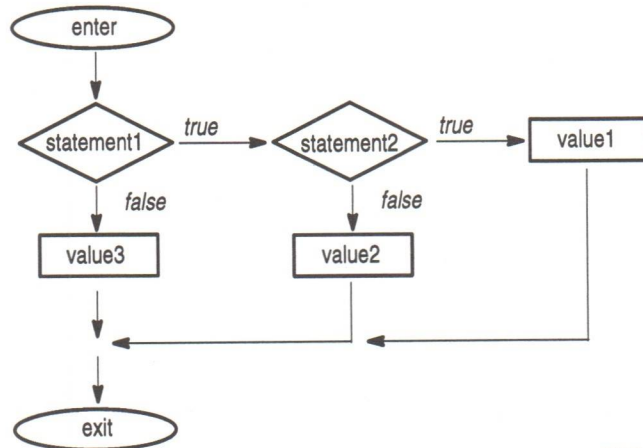 enter
statement1
true
statement2
true
value1
false
false
value3
value2
exit